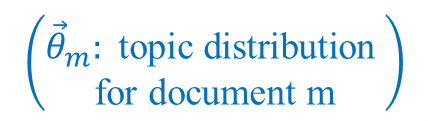 (θ⃗ₘ: topic distribution
for document m)